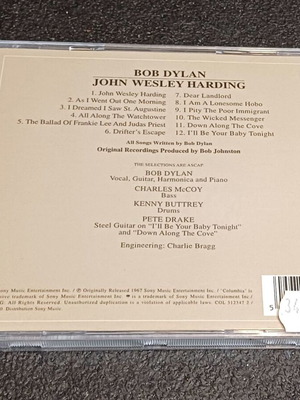 BOB DYLAN
JOHN WESLEY HARDING
1. John Wesley Harding
2. As I Went Out One Morning
3. I Dreamed I Saw St. Augustine
4. All Along the Watchtower
5. The Ballad Of Frankie Lee And Judas Priest
6. Drifter's Escape
7. Dear Landlord
8. I Am a Lonesome Hobo
9. I Pity The Poor Immigrant
10. The Wicked Messenger
11. Down Along The Cove
12. I'll Be Your Baby Tonight
All Songs Written by Bob Dylan
Original Recordings Produced by Bob Johnston
THE SELECTIONS ARE ASCAP
BOB DYLAN
Vocal, Guitar, Harmonica and Piano
CHARLES McCOY
Bass
KENNY BUTTREY
Drums
PETE DRAKE
Steel Guitar on "I'll Be Your Baby Tonight"
and "Down Along The Cove"
Engineering: Charlie Bragg
Sony Music Entertainment Inc. / ℗ Originally Released 1967 Sony Music Entertainment Inc./ "Columbia" is
trademark of Sony Music Entertainment Inc. is a trademark of Sony Music Entertainment Inc./
Unauthorized duplication is a violation of applicable laws.
Distribution Sony Music
34